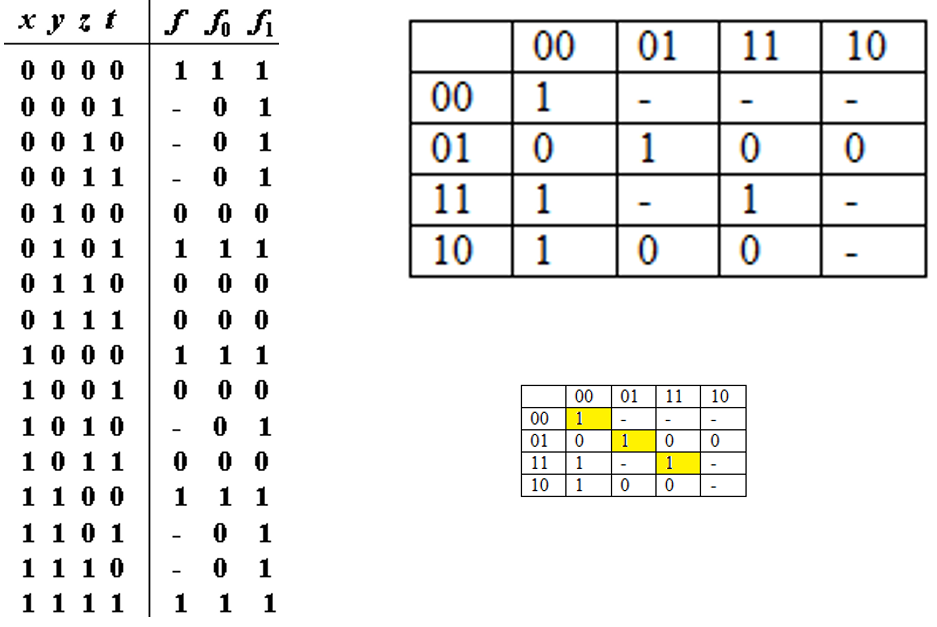 x y z t f f₀ f₁
0 0 0 0 1 1 1
0 0 0 1 - 0 1
0 0 1 0 - 0 1
0 0 1 1 - 0 1
0 1 0 0 0 0 0
0 1 0 1 1 1 1
0 1 1 0 0 0 0
0 1 1 1 0 0 0
1 0 0 0 1 1 1
1 0 0 1 0 0 0
1 0 1 0 - 0 1
1 0 1 1 0 0 0
1 1 0 0 1 1 1
1 1 0 1 - 0 1
1 1 1 0 - 0 1
1 1 1 1 1 1 1
00 01 11 10
00 1 - - -
01 0 1 0 0
11 1 - 1 -
10 1 0 0 -
00 01 11 10
00 1 - - -
01 0 1 0 0
11 1 - 1 -
10 1 0 0 -